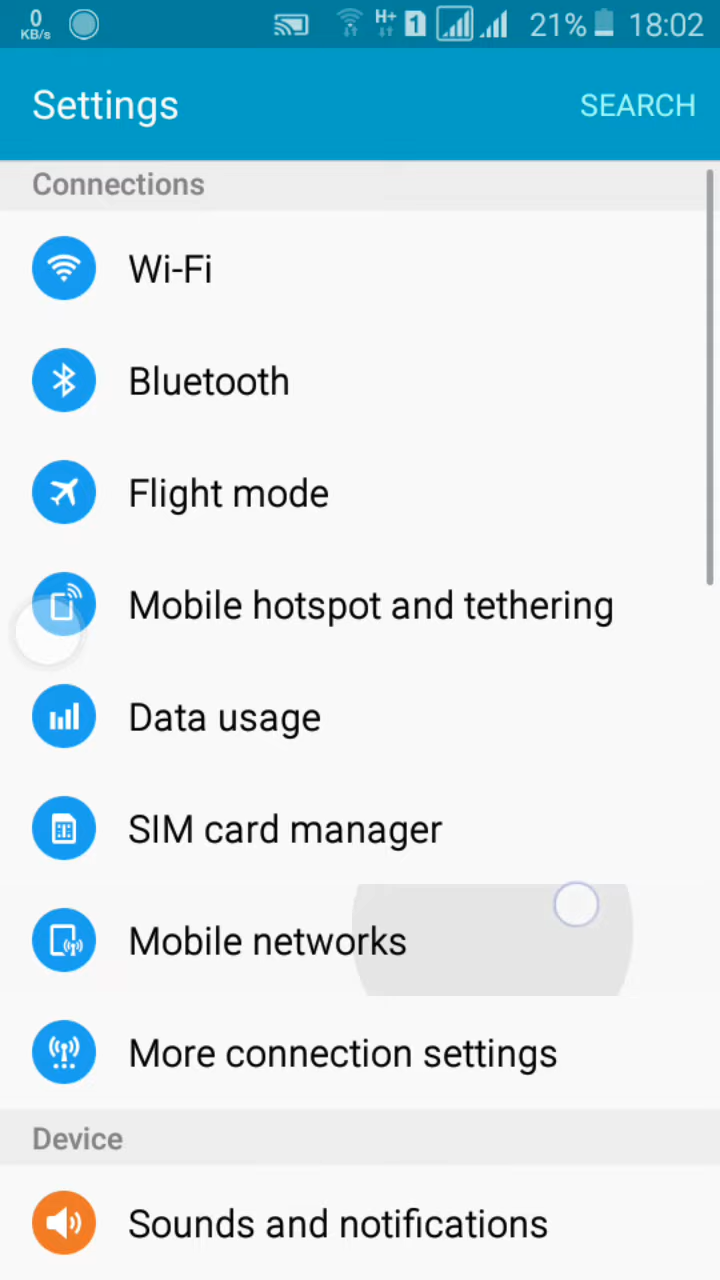 0
KB/s H+ 1 21% 18:02
Settings SEARCH
Connections
Wi-Fi
Bluetooth
Flight mode
Mobile hotspot and tethering
Data usage
SIM card manager
Mobile networks
More connection settings
Device
Sounds and notifications